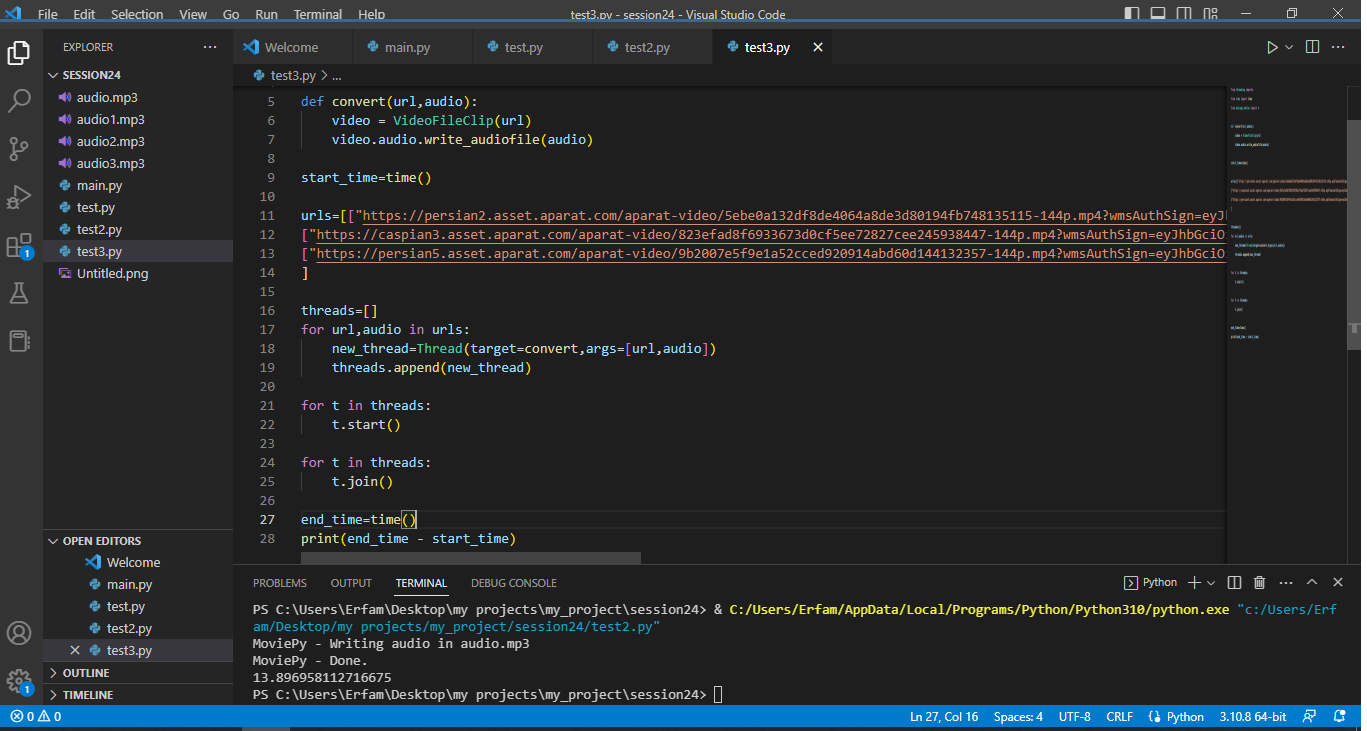 File Edit Selection View Go Run Terminal Help test3.py - session24 - Visual Studio Code
EXPLORER
SESSION24
audio.mp3
audio1.mp3
audio2.mp3
audio3.mp3
main.py
test.py
test2.py
test3.py
Untitled.png
OPEN EDITORS
Welcome
main.py
test.py
test2.py
test3.py
OUTLINE
TIMELINE
1
1
Welcome main.py test.py test2.py test3.py
test3.py > ...
5 def convert(url,audio):
6 video = VideoFileClip(url)
7 video.audio.write_audiofile(audio)
8
9 start_time=time()
10
11 urls=[["https://persian2.asset.aparat.com/aparat-video/5ebe0a132df8de4064a8de3d80194fb748135115-144p.mp4?wmsAuthSign=eyJ
12 ["https://caspian3.asset.aparat.com/aparat-video/823efad8f6933673d0cf5ee72827cee245938447-144p.mp4?wmsAuthSign=eyJhbGciO
13 ["https://persian5.asset.aparat.com/aparat-video/9b2007e5f9e1a52cced920914abd60d144132357-144p.mp4?wmsAuthSign=eyJhbGciO
14 ]
15
16 threads=[]
17 for url,audio in urls:
18 new_thread=Thread(target=convert,args=[url,audio])
19 threads.append(new_thread)
20
21 for t in threads:
22 t.start()
23
24 for t in threads:
25 t.join()
26
27 end_time=time()
28 print(end_time - start_time)
PROBLEMS OUTPUT TERMINAL DEBUG CONSOLE Python
PS C:\Users\Erfam\Desktop\my projects\my_project\session24> & C:/Users/Erfam/AppData/Local/Programs/Python/Python310/python.exe "c:/Users/Erf
am/Desktop/my projects/my_project/session24/test2.py"
MoviePy - Writing audio in audio.mp3
MoviePy - Done.
13.896958112716675
PS C:\Users\Erfam\Desktop\my projects\my_project\session24>
0 0 Ln 27, Col 16 Spaces: 4 UTF-8 CRLF Python 3.10.8 64-bit